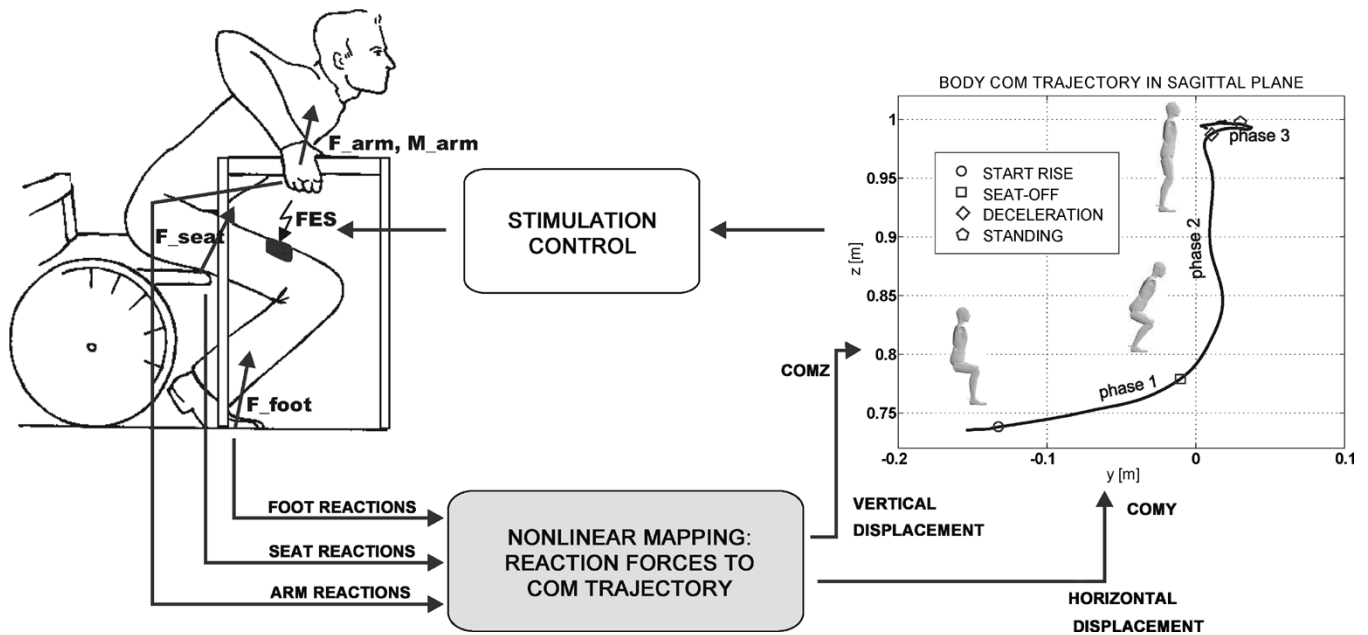 F_arm, M_arm
FES
F_seat
F_foot
STIMULATION
CONTROL
FOOT REACTIONS
SEAT REACTIONS
ARM REACTIONS
NONLINEAR MAPPING:
REACTION FORCES TO
COM TRAJECTORY
COMZ
VERTICAL
DISPLACEMENT
COMY
HORIZONTAL
DISPLACEMENT
BODY COM TRAJECTORY IN SAGITTAL PLANE
START RISE
SEAT-OFF
DECELERATION
STANDING
phase 3
phase 2
phase 1
z [m]
1
0.95
0.9
0.85
0.8
0.75
-0.2
-0.1
0
0.1
y [m]